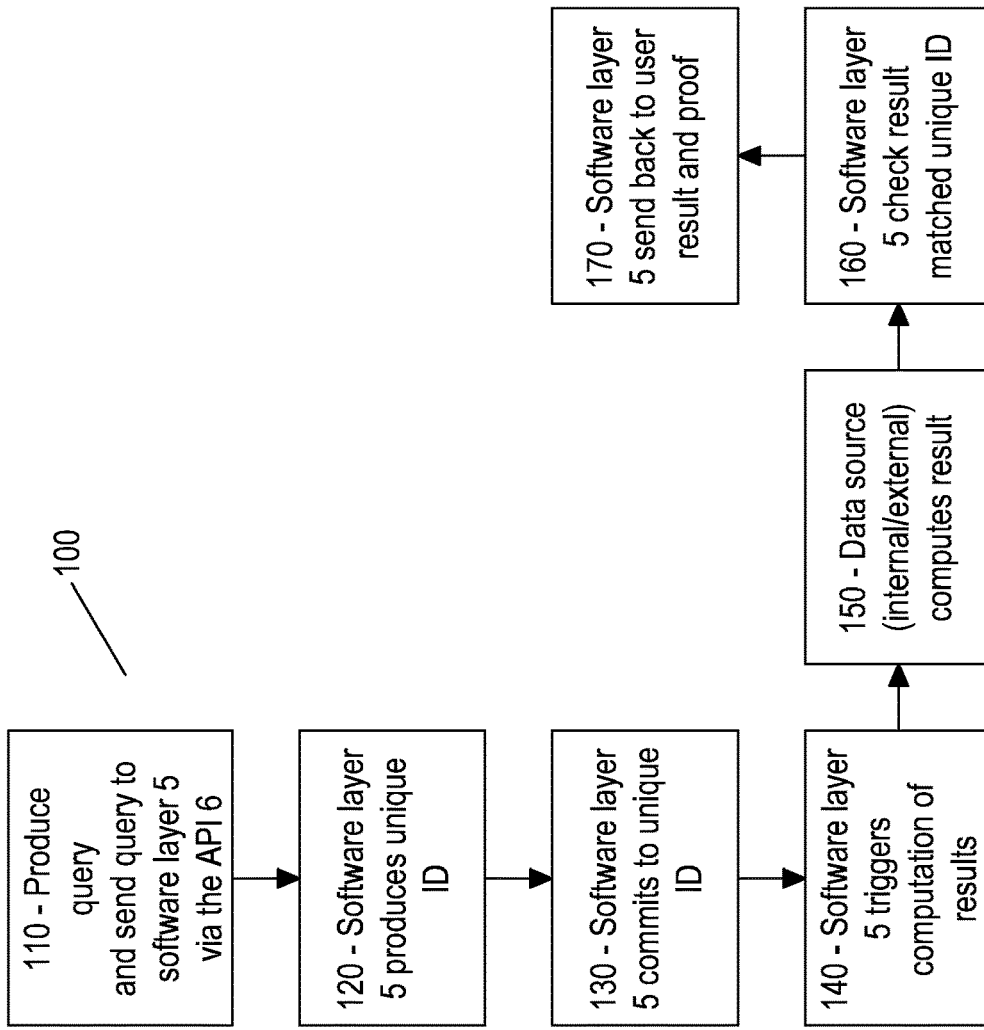 100
110 - Produce
query
and send query to
software layer 5
via the API 6
120 - Software layer
5 produces unique
ID
130 - Software layer
5 commits to unique
ID
140 - Software layer
5 triggers
computation of
results
150 - Data source
(internal/external)
computes result
160 - Software layer
5 check result
matched unique ID
170 - Software layer
5 send back to user
result and proof